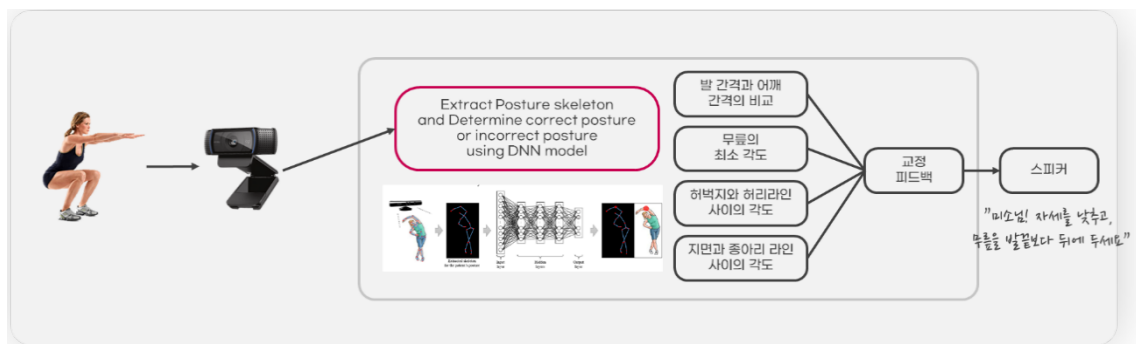 Extract Posture skeleton
and Determine correct posture
or incorrect posture
using DNN model
발 간격과 어깨
간격의 비교
무릎의
최소 각도
허벅지와 허리라인
사이의 각도
지면과 종아리 라인
사이의 각도
교정
피드백
스피커
"미소님! 자세를 낮추고,
무릎을 발끝보다 뒤에 두세요"